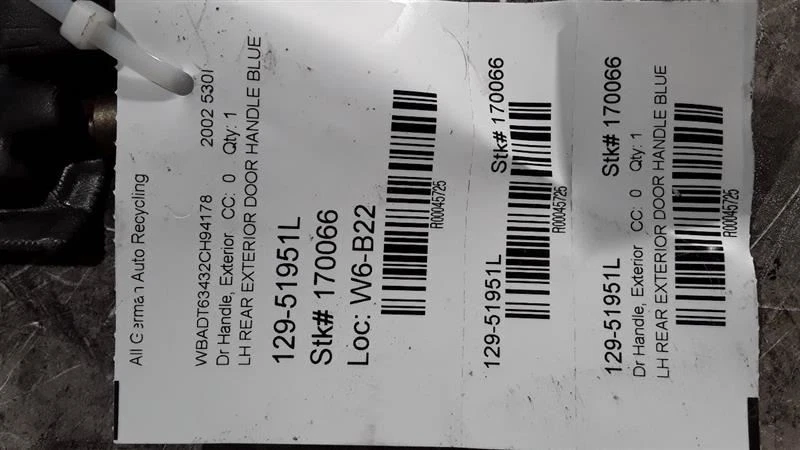 All German Auto Recycling
WBADT63432CH94178 2002 530I
Dr Handle, Exterior CC: 0 Qty: 1
LH REAR EXTERIOR DOOR HANDLE BLUE
129-51951L
Stk# 170066
Loc: W6-B22
R00045725
129-51951L Stk# 170066
R00045725
129-51951L Stk# 170066
Dr Handle, Exterior CC: 0 Qty: 1
LH REAR EXTERIOR DOOR HANDLE BLUE
R00045725